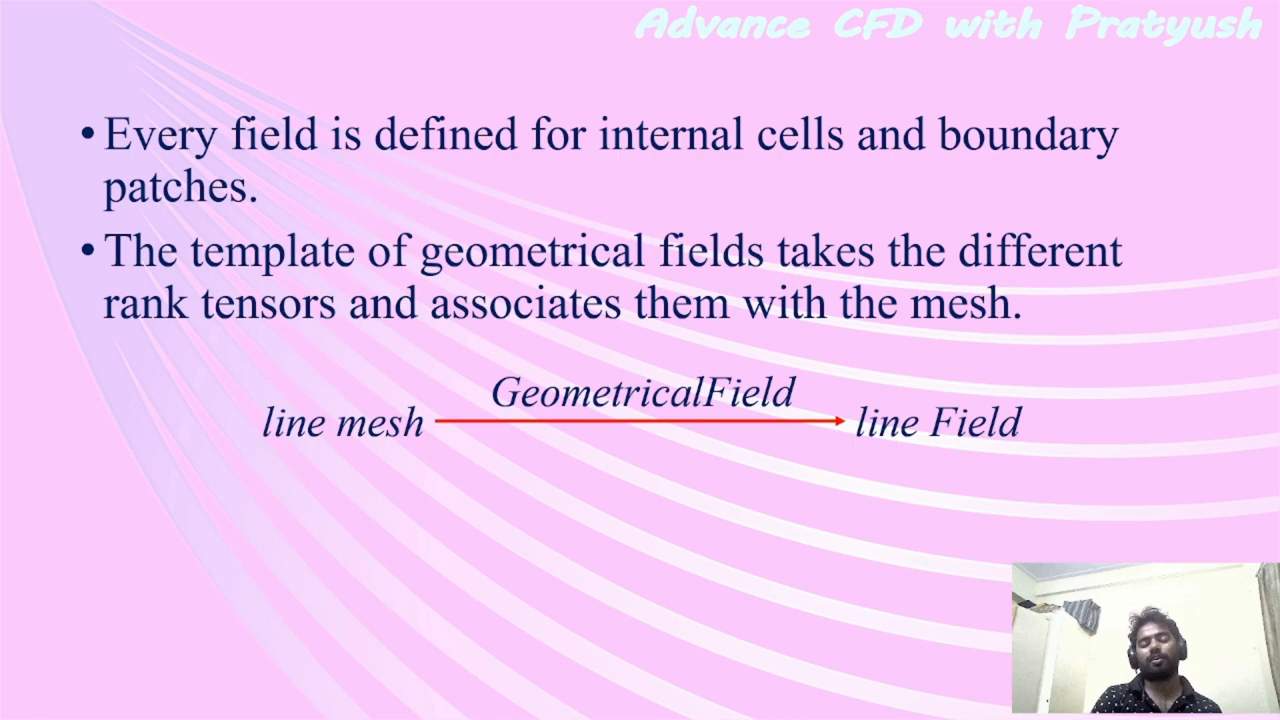 Advance CFD with Pratyush
• Every field is defined for internal cells and boundary
patches.
• The template of geometrical fields takes the different
rank tensors and associates them with the mesh.
GeometricalField
line mesh line Field